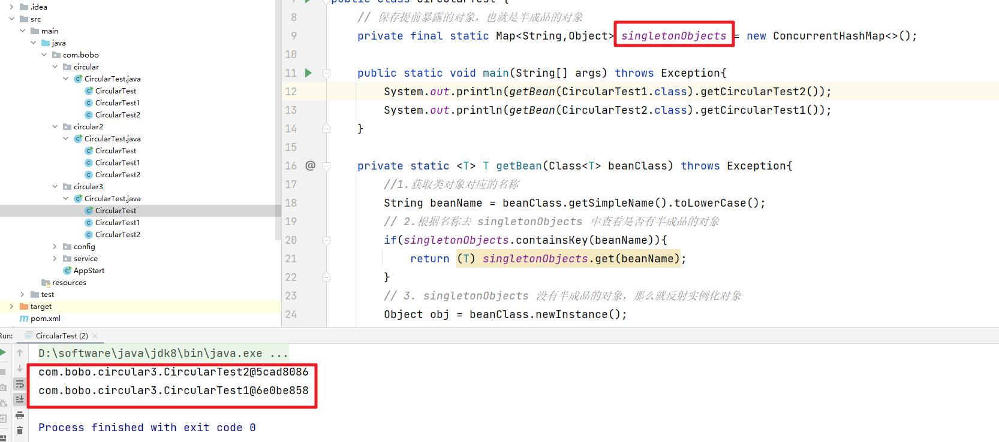 .idea
src
main
java
com.bobo
circular
CircularTest.java
CircularTest
CircularTest1
CircularTest2
circular2
CircularTest.java
CircularTest
CircularTest1
CircularTest2
circular3
CircularTest.java
CircularTest
CircularTest1
CircularTest2
config
service
AppStart
resources
test
target
pom.xml
7 public class CircularTest {
8 // 保存提前暴露的对象，也就是半成品的对象
9 private final static Map<String,Object> singletonObjects = new ConcurrentHashMap<>();
10
11 public static void main(String[] args) throws Exception{
12 System.out.println(getBean(CircularTest1.class).getCircularTest2());
13 System.out.println(getBean(CircularTest2.class).getCircularTest1());
14 }
15
16 @ private static <T> T getBean(Class<T> beanClass) throws Exception{
17 //1.获取类对象对应的名称
18 String beanName = beanClass.getSimpleName().toLowerCase();
19 // 2.根据名称去 singletonObjects 中查看是否有半成品的对象
20 if(singletonObjects.containsKey(beanName)){
21 return (T) singletonObjects.get(beanName);
22 }
23 // 3. singletonObjects 没有半成品的对象，那么就反射实例化对象
24 Object obj = beanClass.newInstance();
Run: CircularTest (2)
D:\software\java\jdk8\bin\java.exe ...
com.bobo.circular3.CircularTest2@5cad8086
com.bobo.circular3.CircularTest1@6e0be858
Process finished with exit code 0